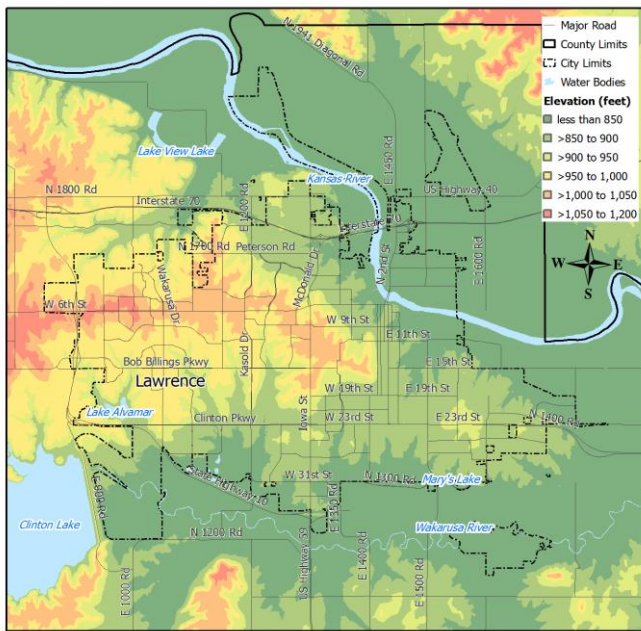 N 1941 Diagonal Rd
Major Road
County Limits
City Limits
Water Bodies
Elevation (feet)
less than 850
>850 to 900
>900 to 950
>950 to 1,000
>1,000 to 1,050
>1,050 to 1,200
Lake View Lake
E 1450 Rd
Kansas River
N 1800 Rd
E 1200 Rd
US Highway 40
Interstate 70
Interstate 70
N 1700 Rd
Peterson Rd
N 2nd St
E 1600 Rd
N
W
E
S
Wakarusa Dr
McDonald Dr
W 6th St
W 9th St
E 11th St
Kasold Dr
Bob Billings Pkwy
E 15th St
Lawrence
W 19th St
E 19th St
Lake Alvamar
Clinton Pkwy
Iowa St
W 23rd St
E 23rd St
N 1400 Rd
W 31st St
N 1300 Rd
Mary's Lake
E 900 Rd
State Highway 10
E 1350 Rd
Clinton Lake
Wakarusa River
N 1200 Rd
E 1000 Rd
US Highway 59
E 1400 Rd
E 1500 Rd